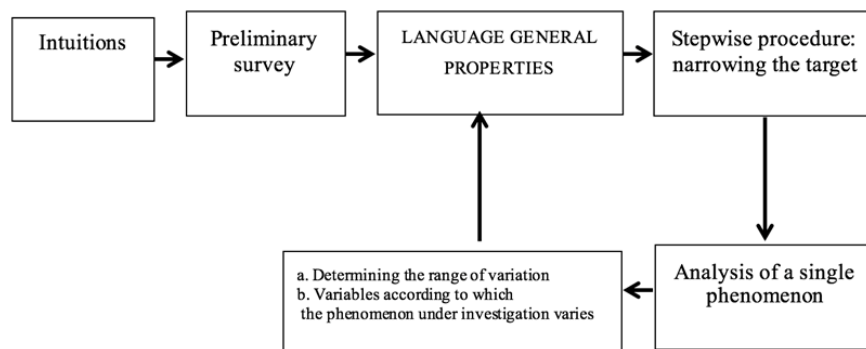 Intuitions
Preliminary
survey
LANGUAGE GENERAL
PROPERTIES
Stepwise procedure:
narrowing the target
a. Determining the range of variation
b. Variables according to which
the phenomenon under investigation varies
Analysis of a single
phenomenon